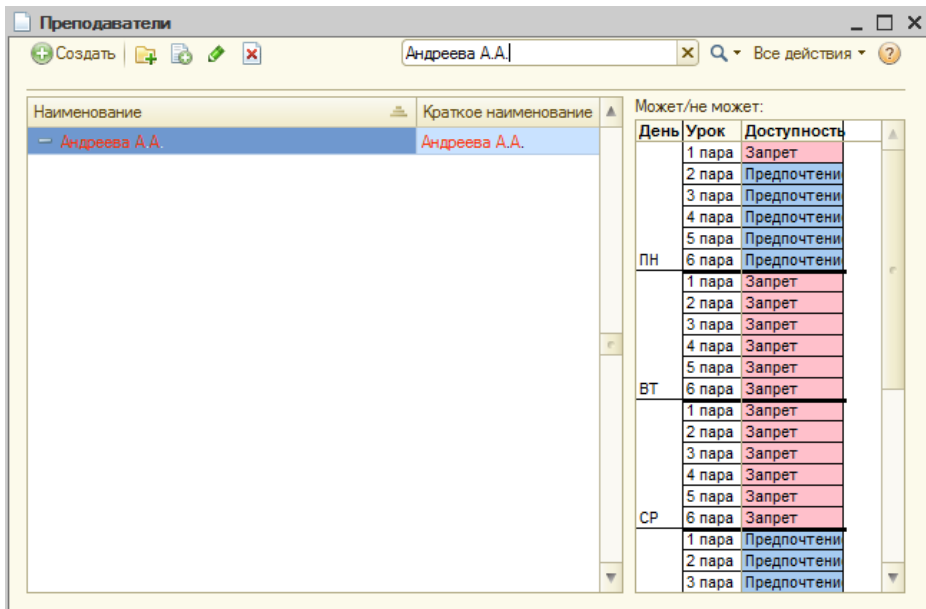 Преподаватели
Создать Андреева А.А. Все действия
Наименование Краткое наименование
Андреева А.А. Андреева А.А.
Может/не может:
День Урок Доступность
1 пара Запрет
2 пара Предпочтени
3 пара Предпочтени
4 пара Предпочтени
5 пара Предпочтени
ПН 6 пара Предпочтени
1 пара Запрет
2 пара Запрет
3 пара Запрет
4 пара Запрет
5 пара Запрет
ВТ 6 пара Запрет
1 пара Запрет
2 пара Запрет
3 пара Запрет
4 пара Запрет
5 пара Запрет
СР 6 пара Запрет
1 пара Предпочтени
2 пара Предпочтени
3 пара Предпочтени